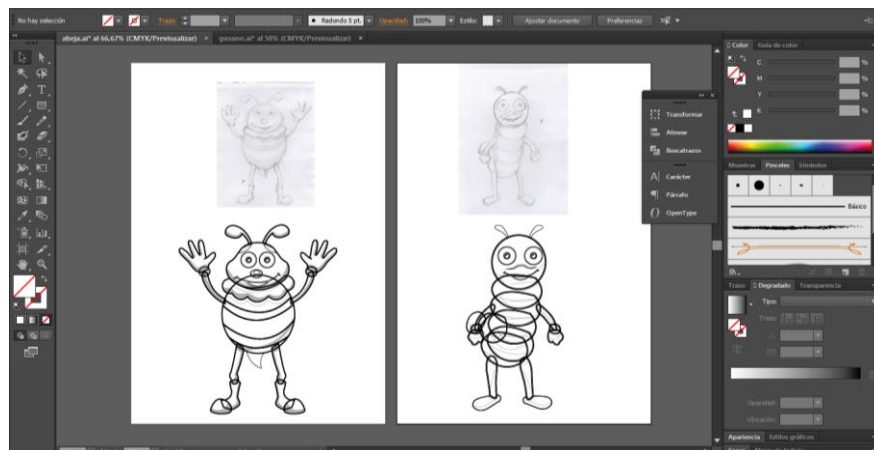 No hay selección Trazo: Redondo 5 pt. Opacidad: 100% Estilo: Ajustar documento Preferencias
abeja.ai* al 66,67% (CMYK/Previsualizar) × gusano.ai* al 50% (CMYK/Previsualizar) ×
Color Guía de color
C %
M %
Y %
K %
Transformar
Alinear
Buscatrazos
Carácter
Párrafo
OpenType
Muestras Pinceles Símbolos
Básico
Trazo Degradado Transparencia
Tipo:
Trazo:
Opacidad:
Ubicación:
Apariencia Estilos gráficos